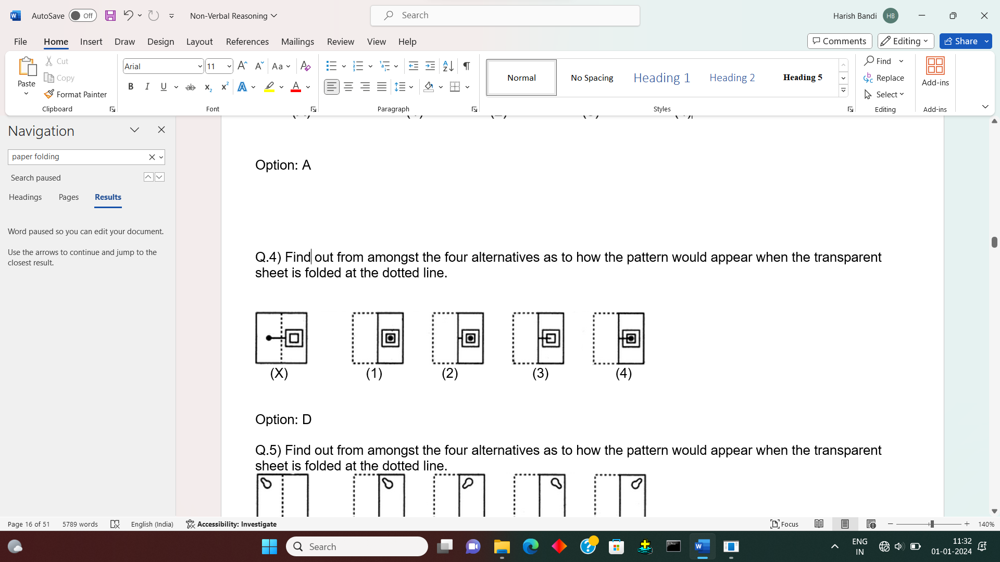 AutoSave Off Non-Verbal Reasoning Search Harish Bandi HB
File Home Insert Draw Design Layout References Mailings Review View Help Comments Editing Share
Paste Cut Copy Format Painter Clipboard
Arial 11 Font
Paragraph
Normal No Spacing Heading 1 Heading 2 Heading 5 Styles
Find Replace Select Editing
Add-ins Add-ins
Navigation
paper folding
Search paused
Headings Pages Results
Word paused so you can edit your document.
Use the arrows to continue and jump to the
closest result.
Option: A
Q.4) Find out from amongst the four alternatives as to how the pattern would appear when the transparent
sheet is folded at the dotted line.
(X) (1) (2) (3) (4)
Option: D
Q.5) Find out from amongst the four alternatives as to how the pattern would appear when the transparent
sheet is folded at the dotted line.
Page 16 of 51 5789 words English (India) Accessibility: Investigate Focus 140%
Search ENG 11:32
IN 01-01-2024